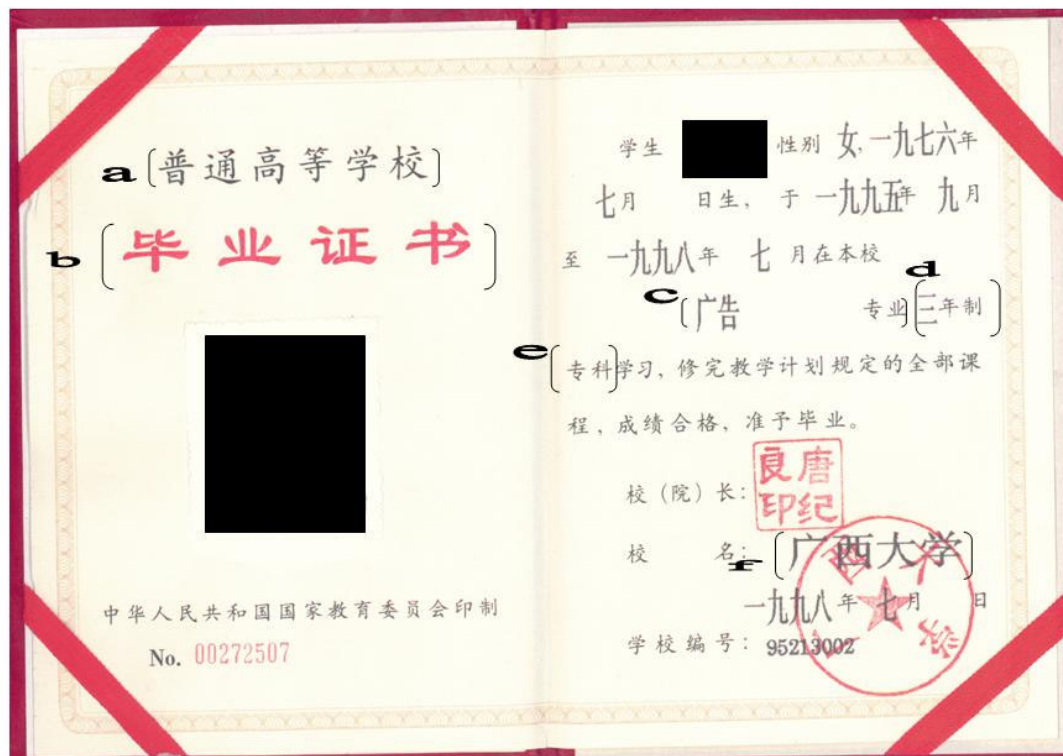 a(普通高等学校)
b(毕业证书)
中华人民共和国国家教育委员会印制
No. 00272507
学生 性别 女,一九七六年
七月 日生, 于 一九九五年 九月
至 一九九八年 七 月在本校
c(广告 专业)d(三年制)
e(专科)学习, 修完教学计划规定的全部课
程, 成绩合格, 准予毕业。
校(院)长: 唐纪良印
校 名: f(广西大学)
广西大学
一九九八年 七月 日
学校编号: 95213002